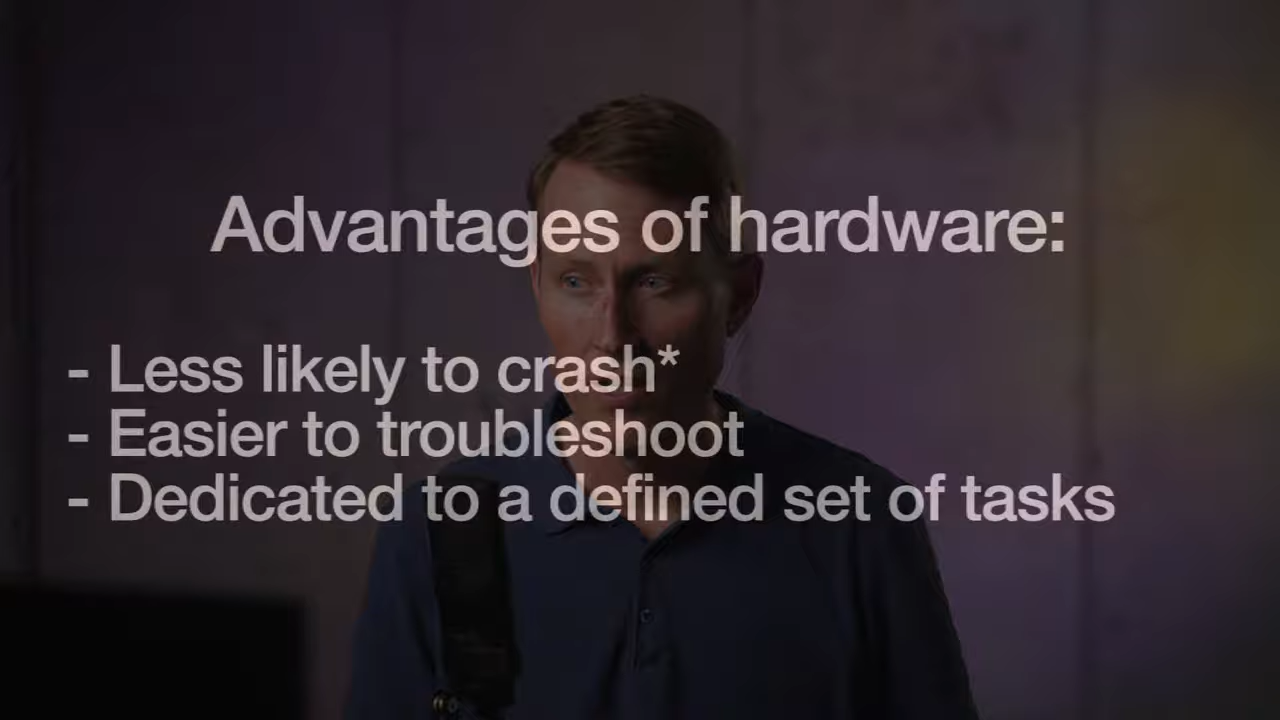 Advantages of hardware:
- Less likely to crash*
- Easier to troubleshoot
- Dedicated to a defined set of tasks